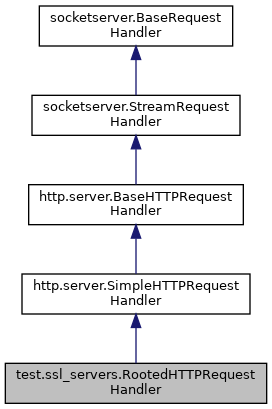 socketserver.BaseRequest
Handler
socketserver.StreamRequest
Handler
http.server.BaseHTTPRequest
Handler
http.server.SimpleHTTPRequest
Handler
test.ssl_servers.RootedHTTPRequest
Handler